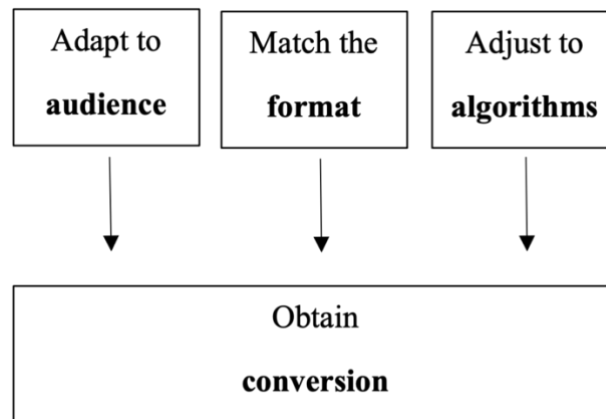 Adapt to
audience
Match the
format
Adjust to
algorithms
Obtain
conversion